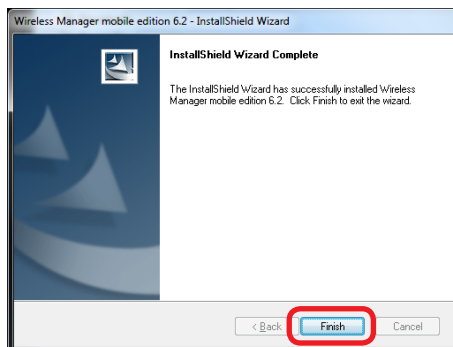 Wireless Manager mobile edition 6.2 - InstallShield Wizard
InstallShield Wizard Complete
The InstallShield Wizard has successfully installed Wireless
Manager mobile edition 6.2. Click Finish to exit the wizard.
< Back Finish Cancel